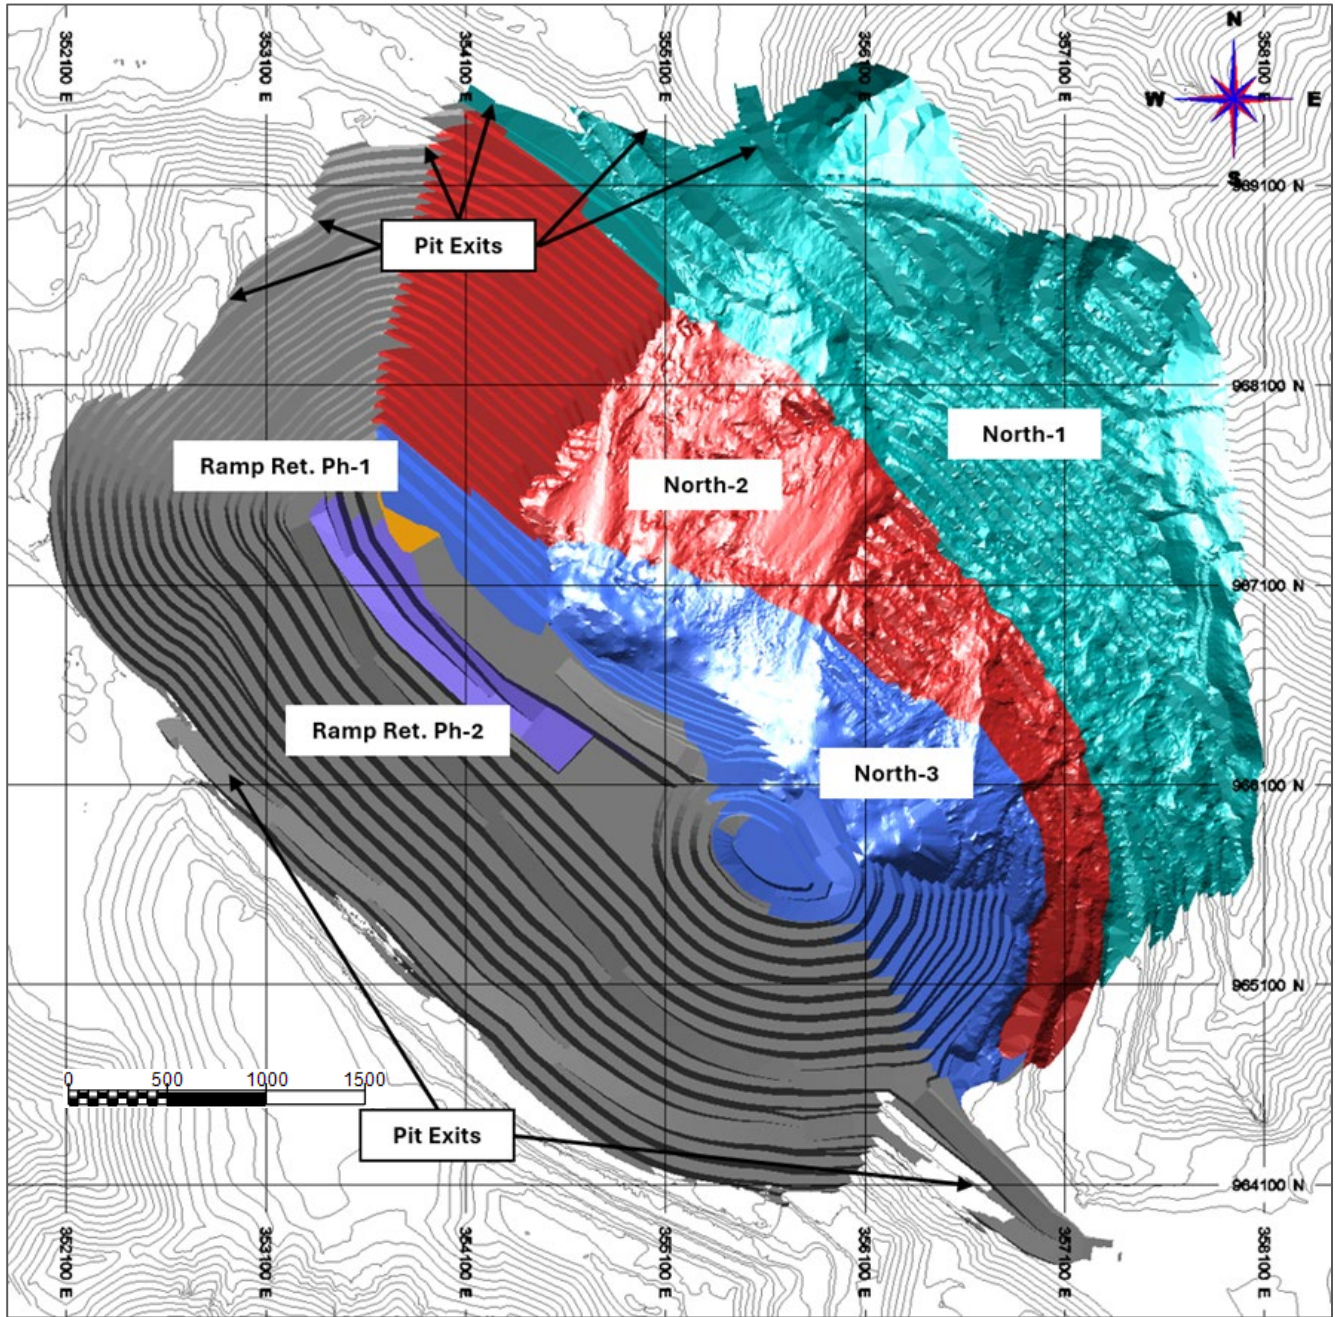 352100 E
353100 E
354100 E
355100 E
356100 E
357100 E
358100 E
N
W
E
S
969100 N
Pit Exits
968100 N
North-1
Ramp Ret. Ph-1
North-2
967100 N
Ramp Ret. Ph-2
North-3
966100 N
965100 N
0 500 1000 1500
Pit Exits
964100 N
352100 E
353100 E
354100 E
355100 E
356100 E
357100 E
358100 E